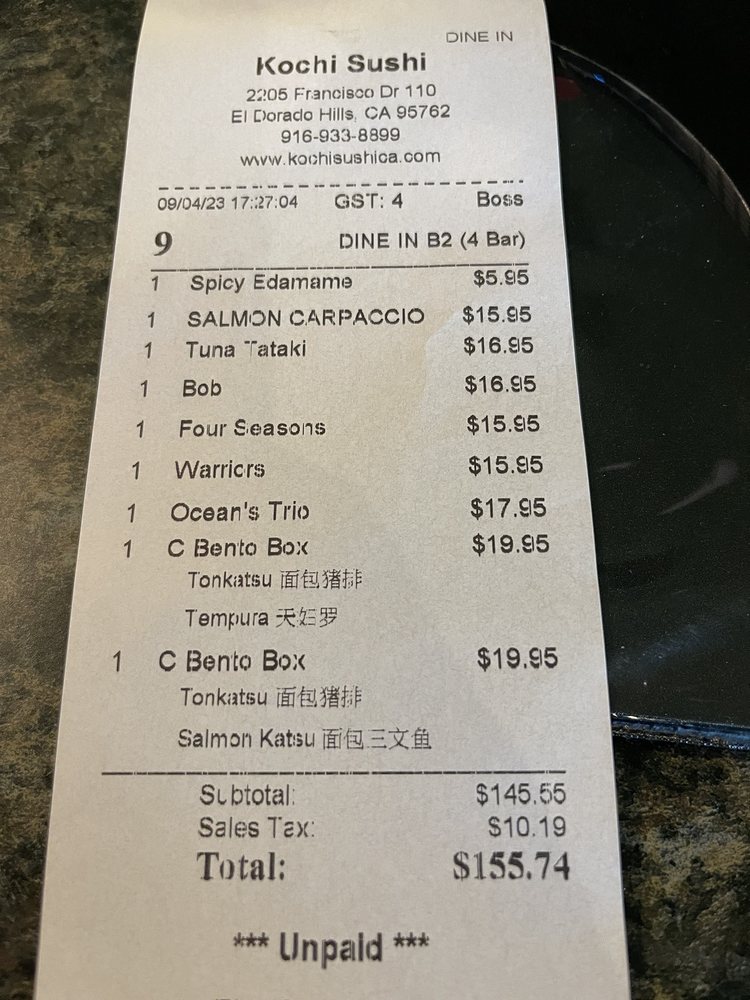 DINE IN
Kochi Sushi
2205 Francisco Dr 110
El Dorado Hills, CA 95762
916-933-8899
www.kochisushica.com
09/04/23 17:27:04 GST: 4 Boss
9 DINE IN B2 (4 Bar)
1 Spicy Edamame $5.95
1 SALMON CARPACCIO $15.95
1 Tuna Tataki $16.95
1 Bob $16.95
1 Four Seasons $15.95
1 Warriors $15.95
1 Ocean's Trio $17.95
1 C Bento Box $19.95
Tonkatsu 面包猪排
Tempura 天妇罗
1 C Bento Box $19.95
Tonkatsu 面包猪排
Salmon Katsu 面包三文鱼
Subtotal: $145.55
Sales Tax: $10.19
Total: $155.74
*** Unpaid ***